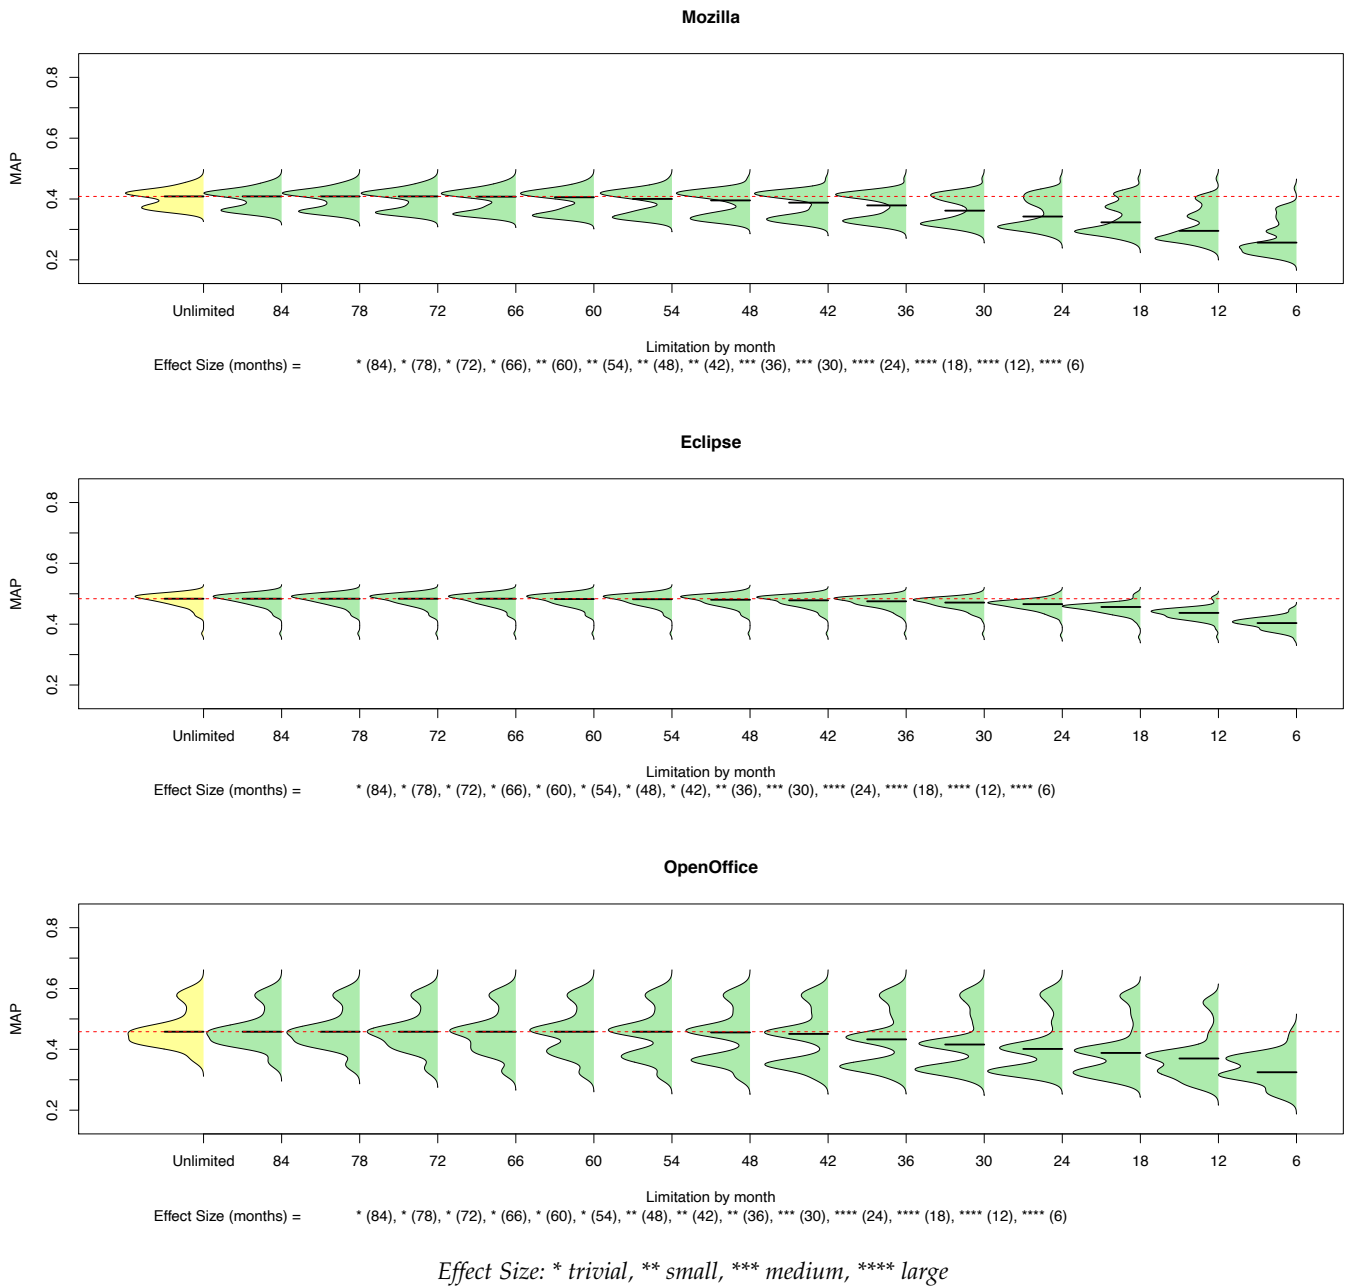 Mozilla
MAP
0.8
0.6
0.4
0.2
Unlimited 84 78 72 66 60 54 48 42 36 30 24 18 12 6
Limitation by month
Effect Size (months) = * (84), * (78), * (72), * (66), ** (60), ** (54), ** (48), ** (42), *** (36), *** (30), **** (24), **** (18), **** (12), **** (6)
Eclipse
MAP
0.8
0.6
0.4
0.2
Unlimited 84 78 72 66 60 54 48 42 36 30 24 18 12 6
Limitation by month
Effect Size (months) = * (84), * (78), * (72), * (66), * (60), * (54), * (48), * (42), ** (36), *** (30), **** (24), **** (18), **** (12), **** (6)
OpenOffice
MAP
0.8
0.6
0.4
0.2
Unlimited 84 78 72 66 60 54 48 42 36 30 24 18 12 6
Limitation by month
Effect Size (months) = * (84), * (78), * (72), * (66), * (60), * (54), ** (48), ** (42), ** (36), *** (30), **** (24), **** (18), **** (12), **** (6)
Effect Size: * trivial, ** small, *** medium, **** large